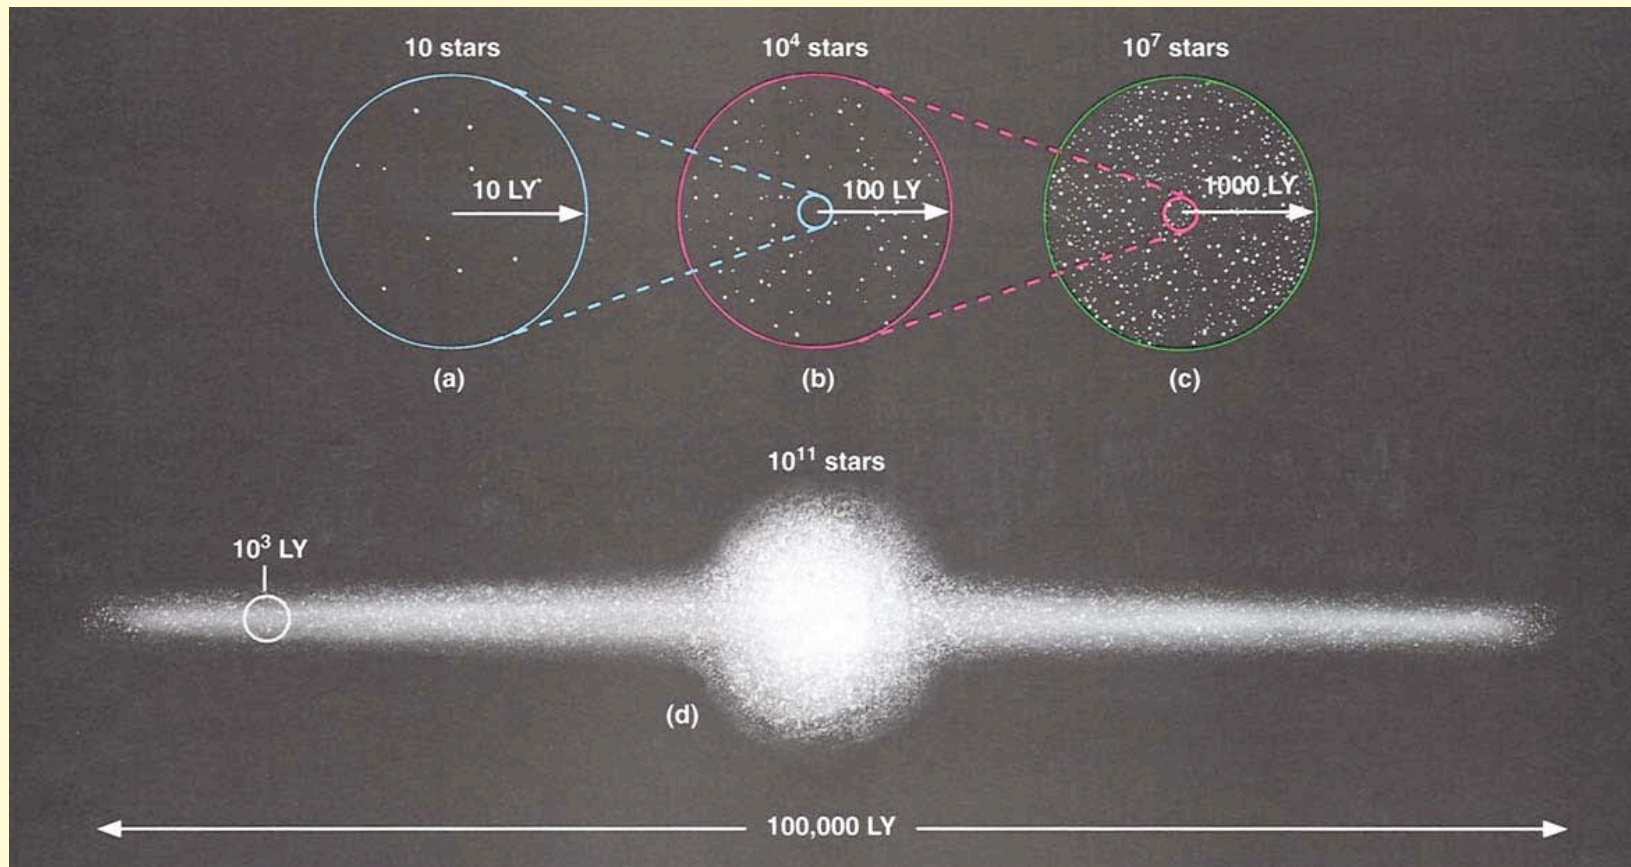 10 stars
10⁴ stars
10⁷ stars
10 LY
100 LY
1000 LY
(a)
(b)
(c)
10¹¹ stars
10³ LY
(d)
100,000 LY